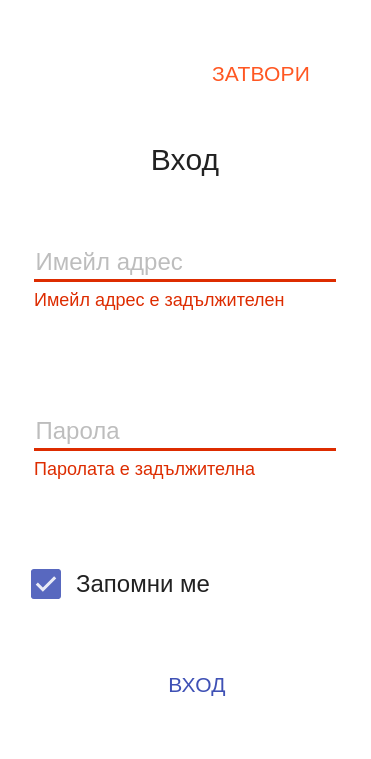 ЗАТВОРИ
Вход
Имейл адрес
Имейл адрес е задължителен
Парола
Паролата е задължителна
Запомни ме
ВХОД